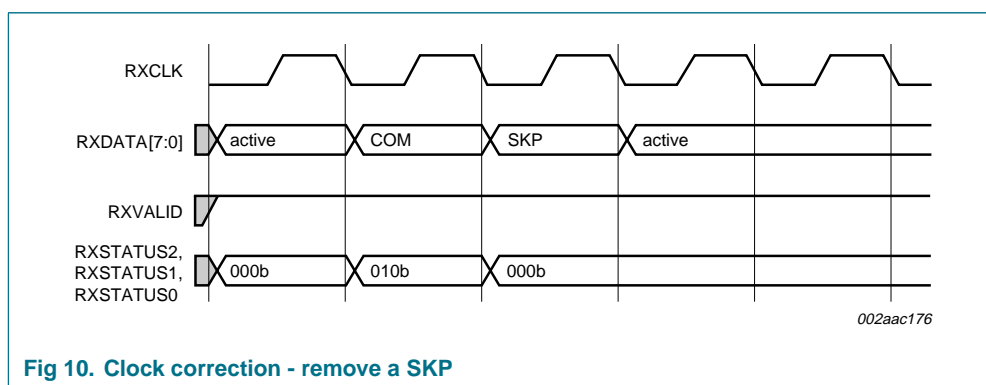 RXCLK
RXDATA[7:0]
active
COM
SKP
active
RXVALID
RXSTATUS2,
RXSTATUS1,
RXSTATUS0
000b
010b
000b
002aac176
Fig 10. Clock correction - remove a SKP